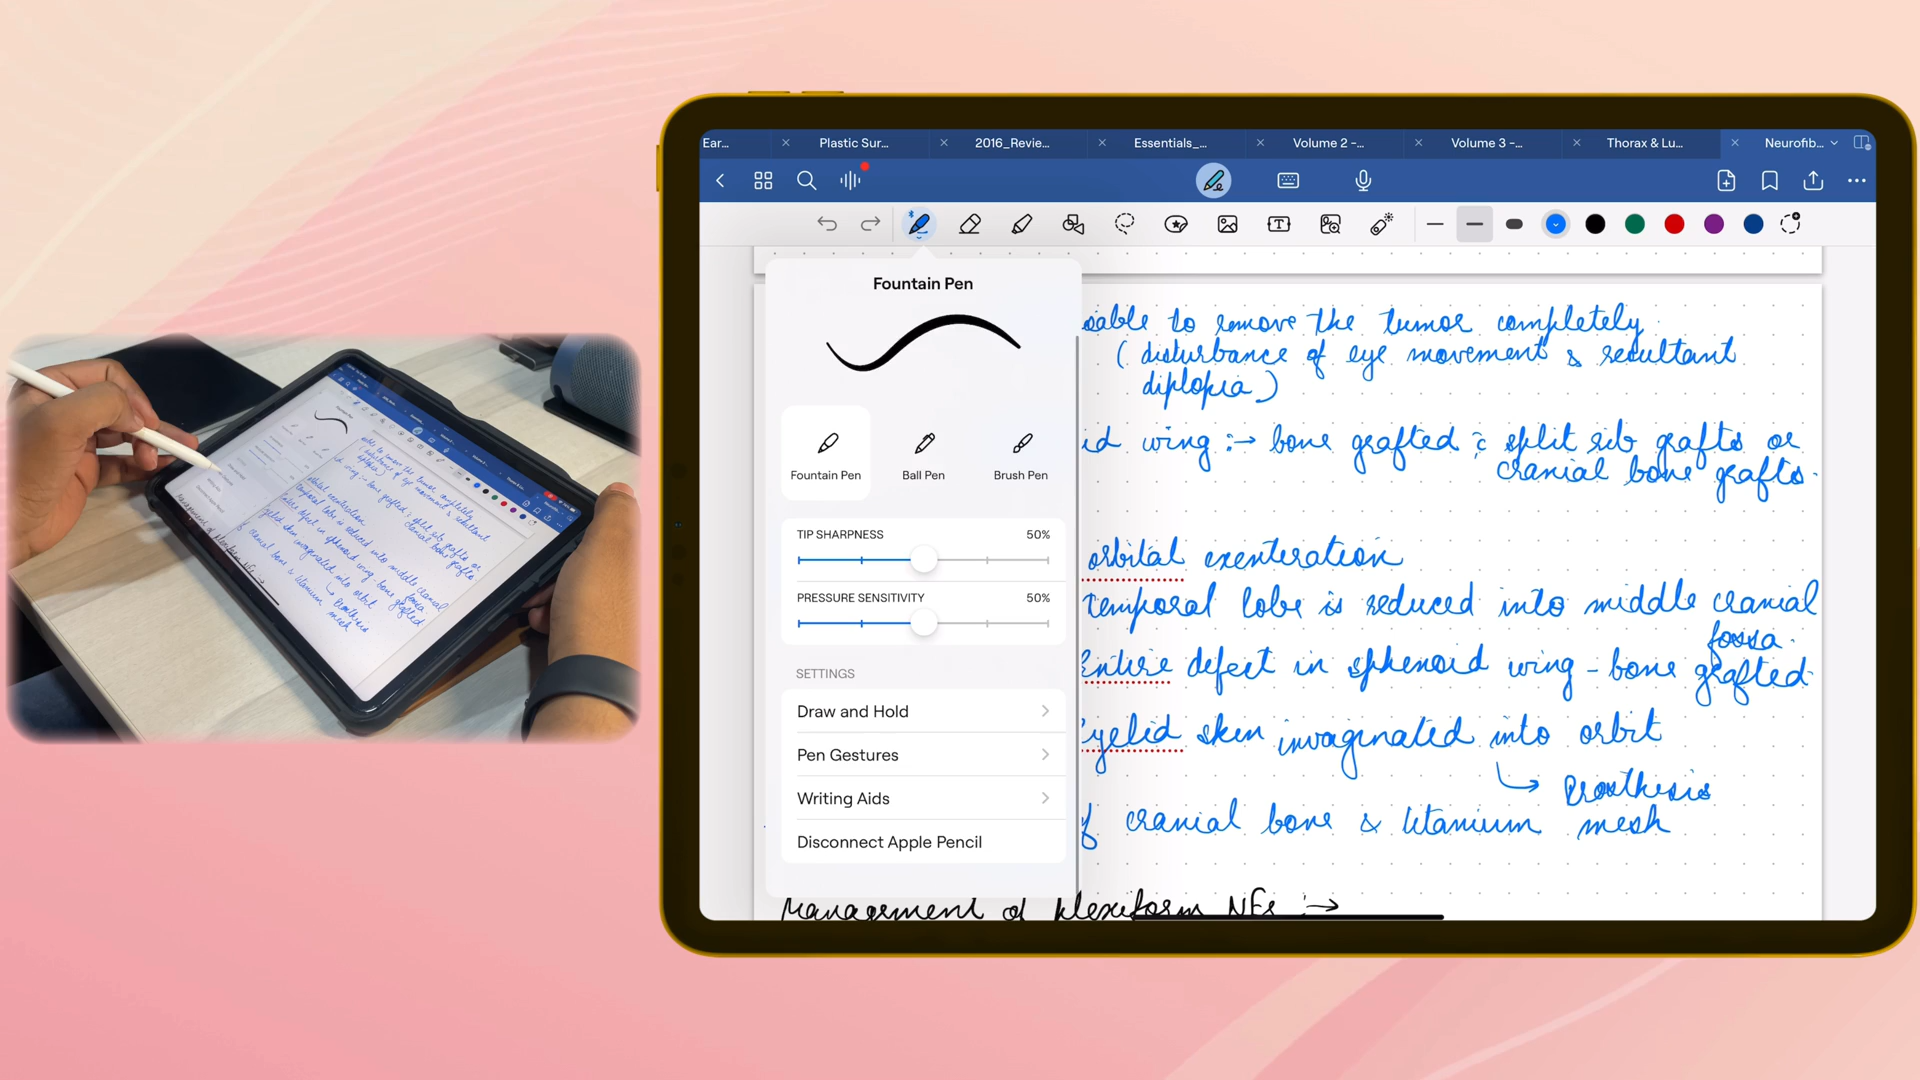 Ear...
Plastic Sur...
2016_Revie...
Essentials_...
Volume 2 -...
Volume 3 -...
Thorax & Lu...
Neurofib...
Fountain Pen
Fountain Pen
Ball Pen
Brush Pen
TIP SHARPNESS 50%
PRESSURE SENSITIVITY 50%
SETTINGS
Draw and Hold
Pen Gestures
Writing Aids
Disconnect Apple Pencil
to remove the tumor completely
(disturbance of eye movement & resultant
diplopia)
wing :→ bone grafted c̄ split rib grafts or
cranial bone grafts.
orbital exenteration
temporal lobe is reduced into middle cranial
fossa.
Entire defect in sphenoid wing - bone grafted.
Eyelid skin invaginated into orbit
↳ Prosthesis
of cranial bone & titanium mesh
Management of Plexiform NFs :→